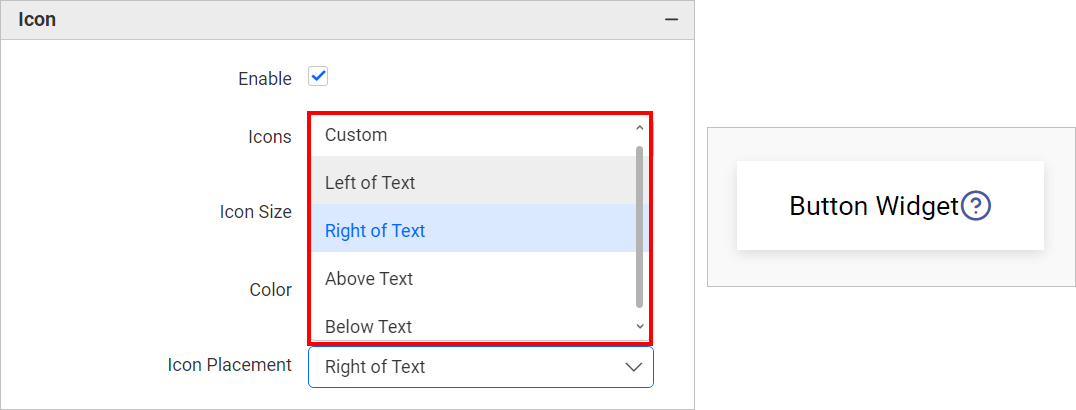 Icon
Enable
Icons
Custom
Left of Text
Icon Size
Right of Text
Above Text
Color
Below Text
Icon Placement
Right of Text
Button Widget